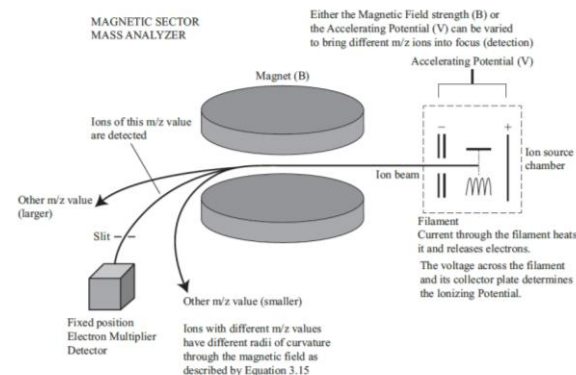 MAGNETIC SECTOR
MASS ANALYZER
Either the Magnetic Field strength (B) or
the Accelerating Potential (V) can be varied
to bring different m/z ions into focus (detection)
Accelerating Potential (V)
Magnet (B)
Ions of this m/z value
are detected
−
+
Ion source
chamber
Ion beam
Other m/z value
(larger)
Slit
Filament
Current through the filament heats
it and releases electrons.
The voltage across the filament
and its collector plate determines
the Ionizing Potential.
Other m/z value (smaller)
Fixed position
Electron Multiplier
Detector
Ions with different m/z values
have different radii of curvature
through the magnetic field as
described by Equation 3.15